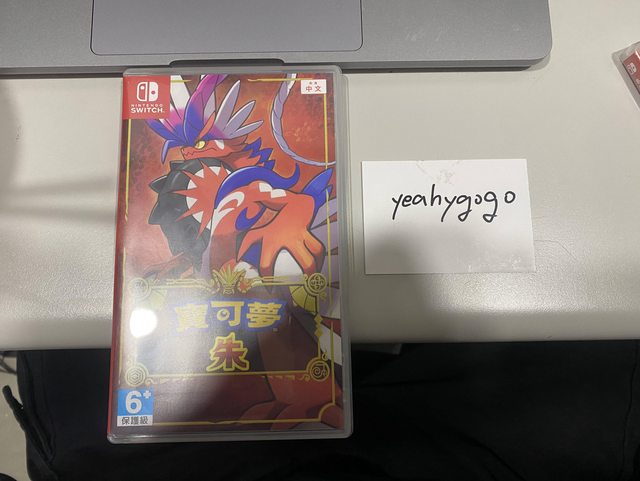 NINTENDO
SWITCH
中文
寶可夢
朱
6+
保護級
yeahygogo